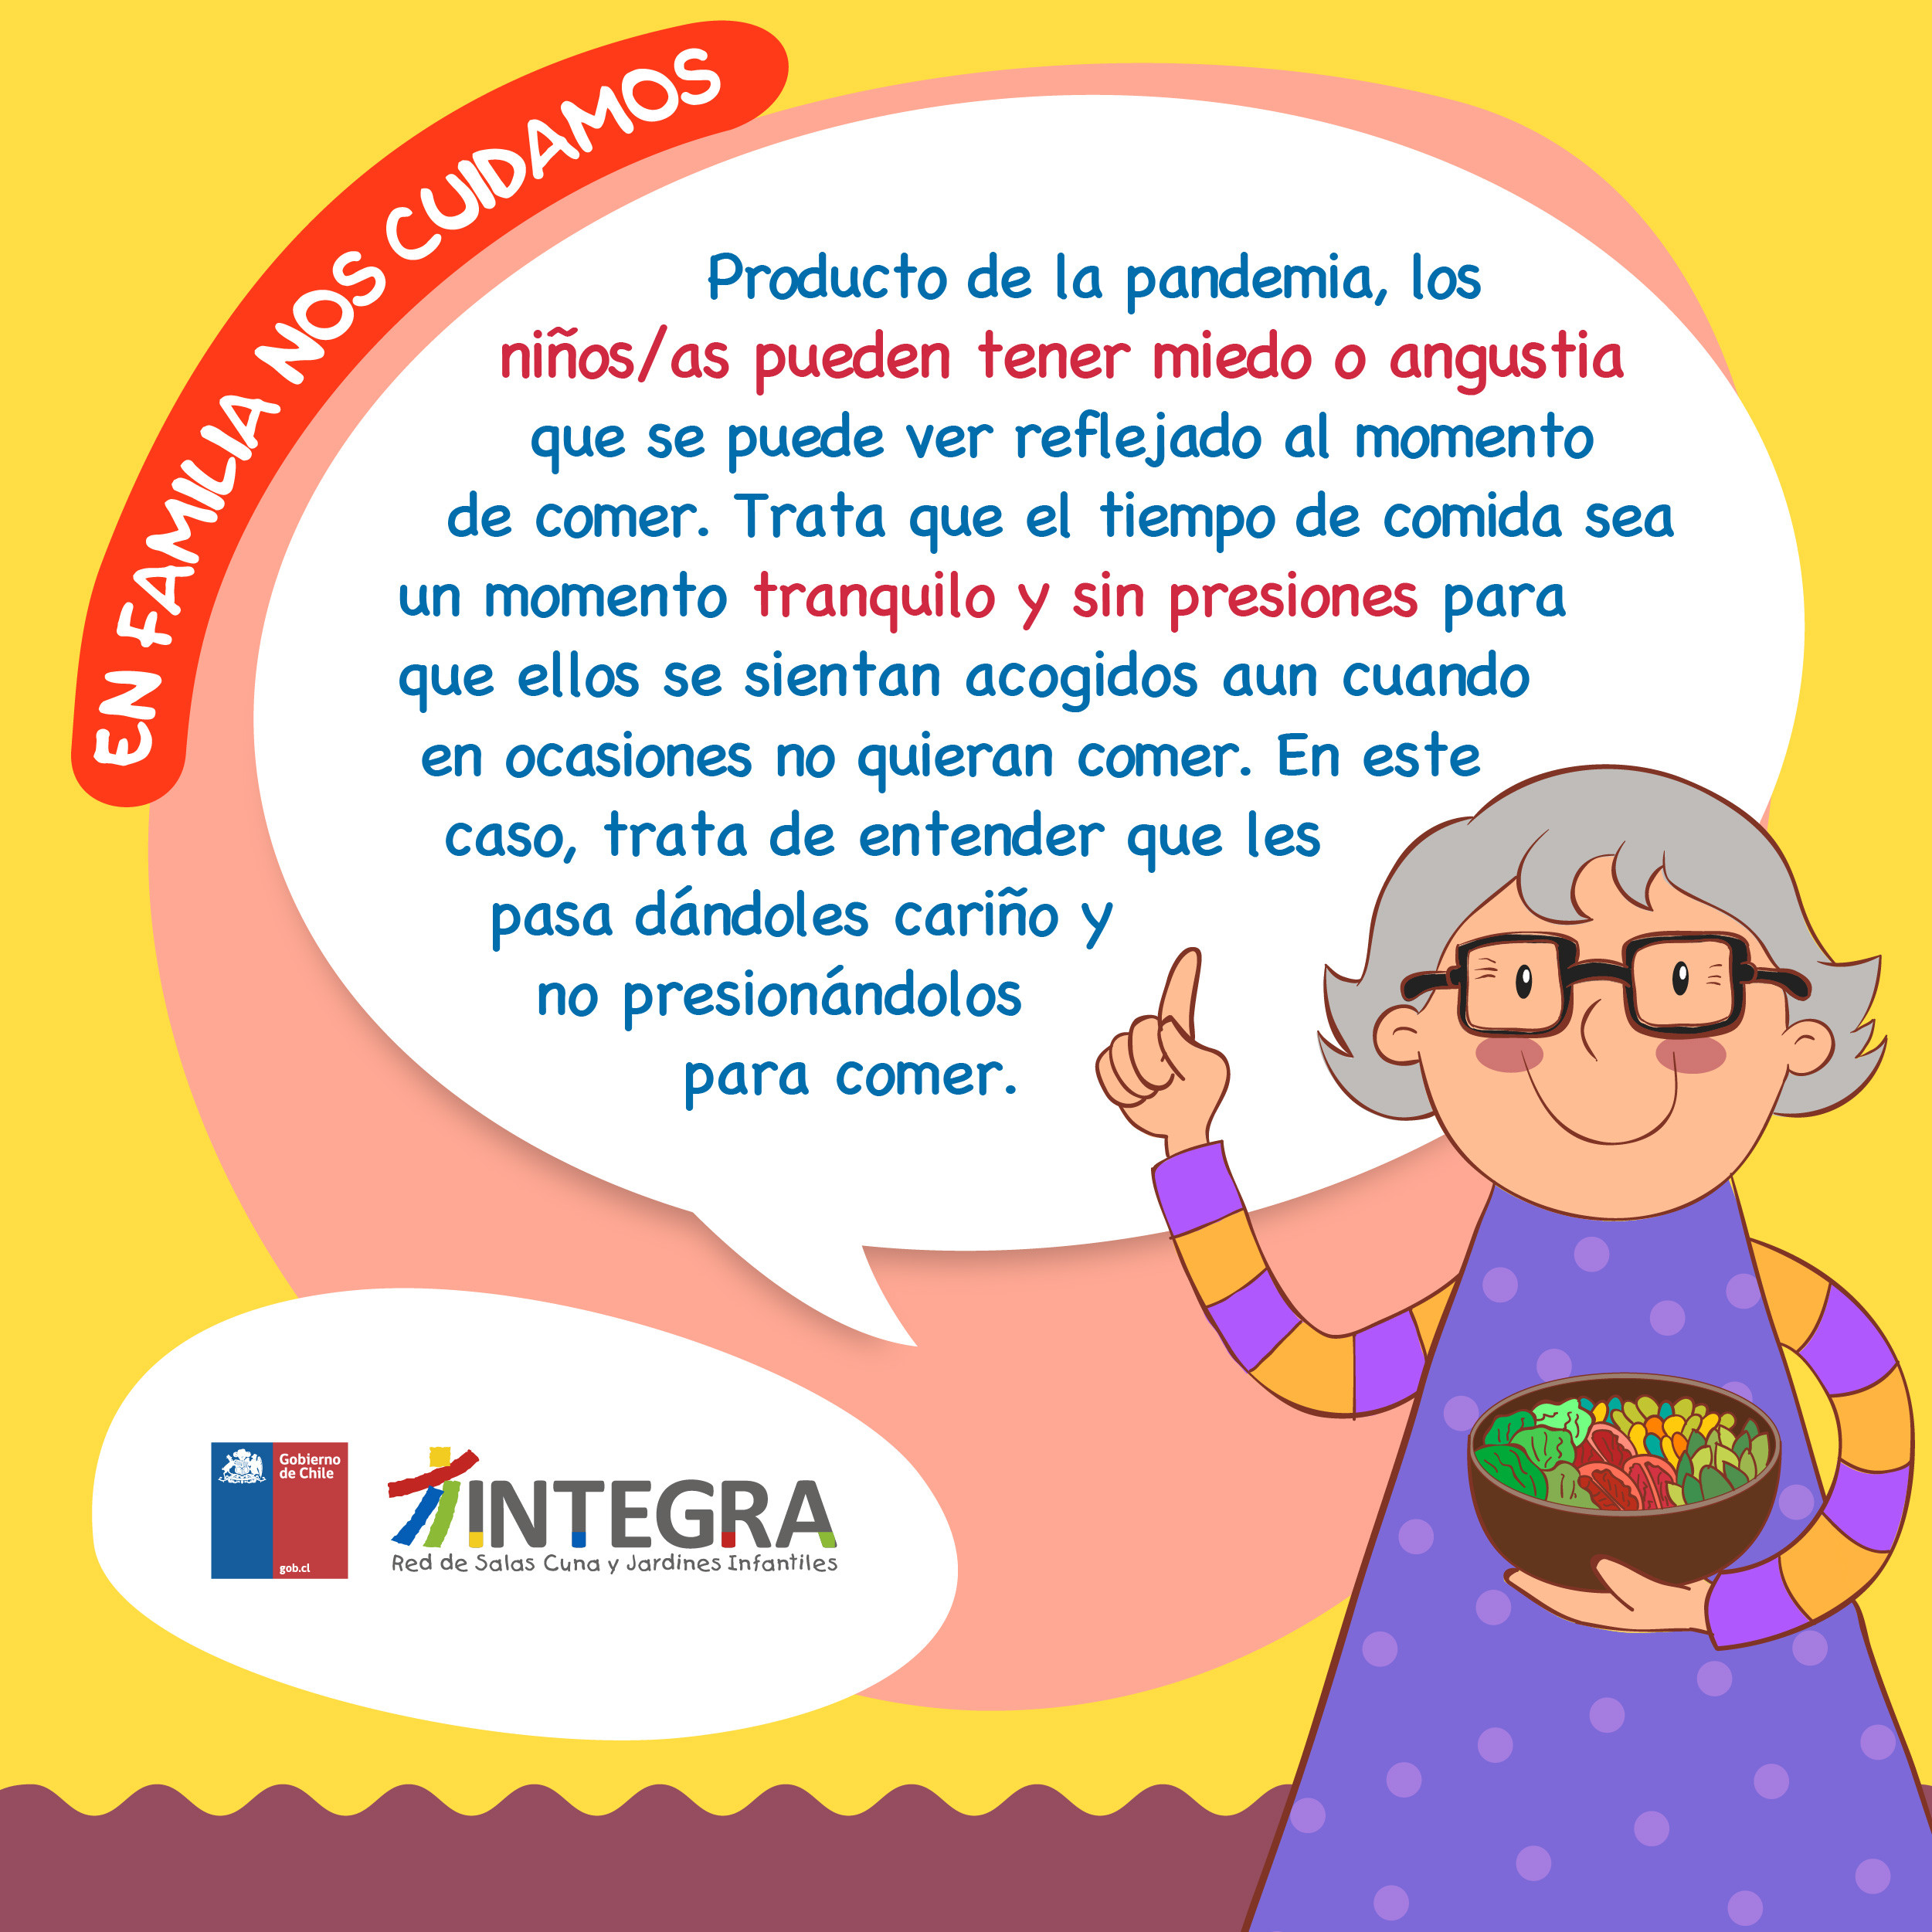 EN FAMILIA NOS CUIDAMOS
Producto de la pandemia, los
niños/as pueden tener miedo o angustia
que se puede ver reflejado al momento
de comer. Trata que el tiempo de comida sea
un momento tranquilo y sin presiones para
que ellos se sientan acogidos aun cuando
en ocasiones no quieran comer. En este
caso, trata de entender que les
pasa dándoles cariño y
no presionándolos
para comer.
Gobierno
de Chile
gob.cl
INTEGRA
Red de Salas Cuna y Jardines Infantiles